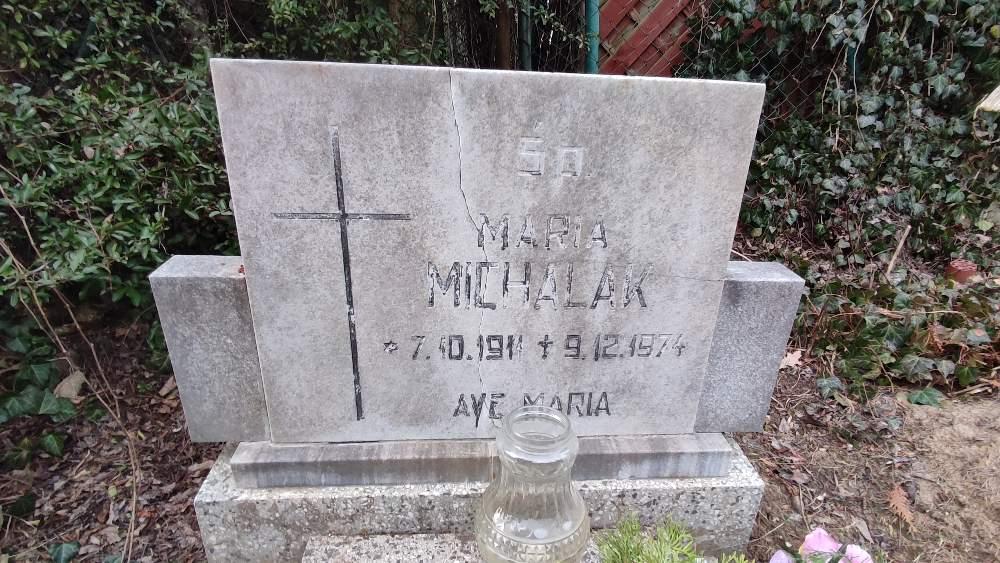 Ś.P.
MARIA
MICHALAK
* 7.10.1911 † 9.12.1974
AVE MARIA